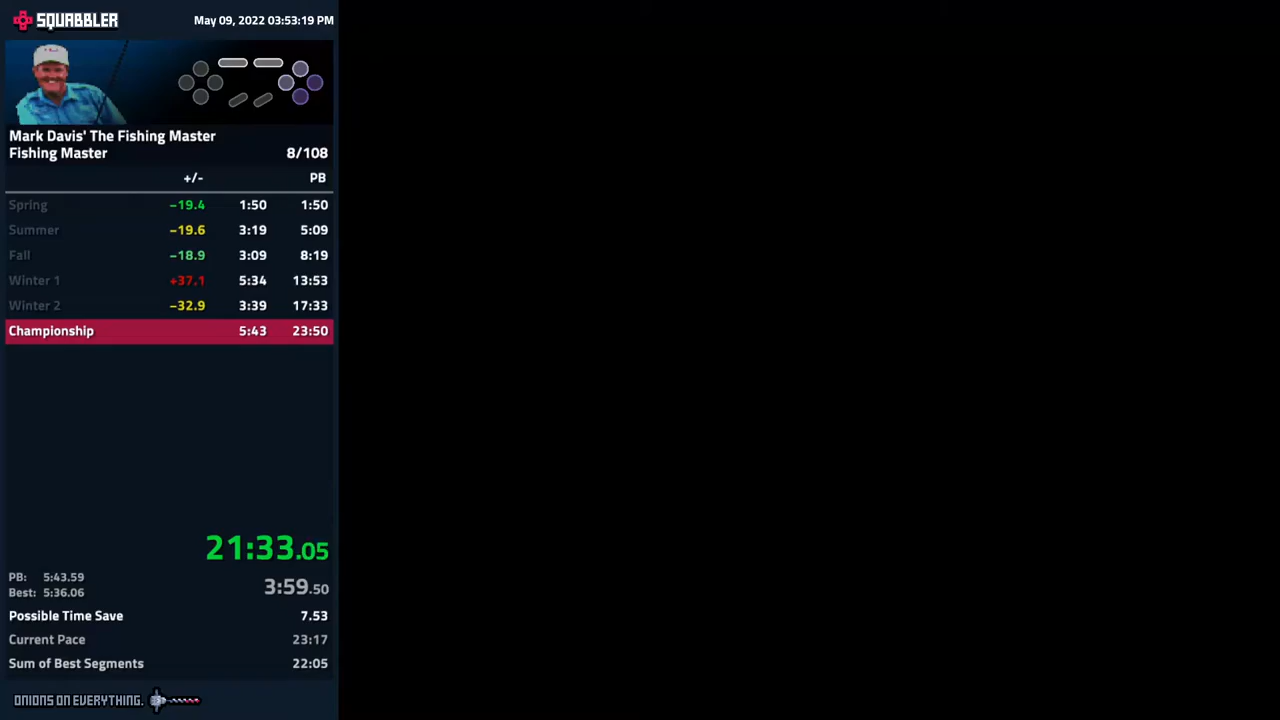 SQUABBLER May 09, 2022 03:53:19 PM
Mark Davis' The Fishing Master
Fishing Master 8/108
+/- PB
Spring −19.4 1:50 1:50
Summer −19.6 3:19 5:09
Fall −18.9 3:09 8:19
Winter 1 +37.1 5:34 13:53
Winter 2 −32.9 3:39 17:33
Championship 5:43 23:50
21:33.05
PB: 5:43.59
Best: 5:36.06
3:59.50
Possible Time Save 7.53
Current Pace 23:17
Sum of Best Segments 22:05
ONIONS ON EVERYTHING.